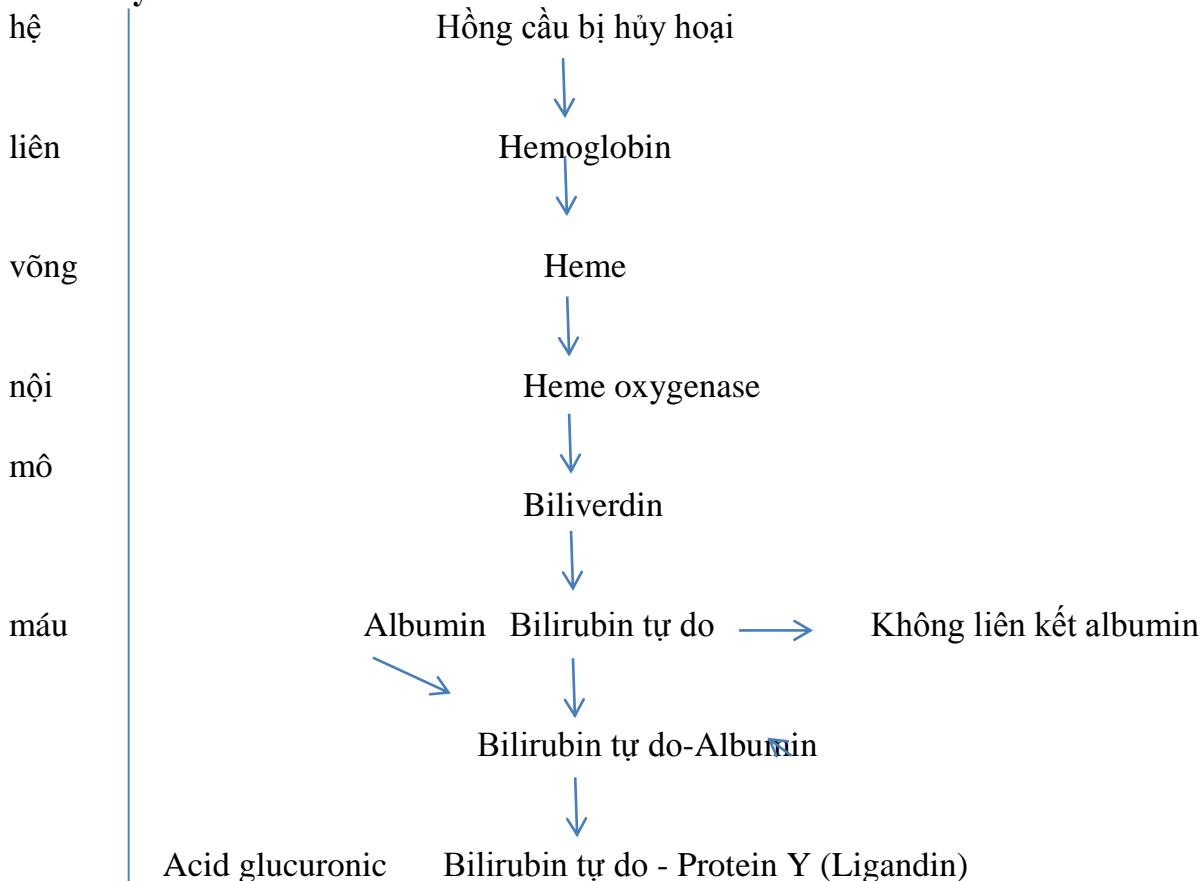 hệ Hồng cầu bị hủy hoại
liên Hemoglobin
võng Heme
nội Heme oxygenase
mô
Biliverdin
máu Albumin Bilirubin tự do Không liên kết albumin
Bilirubin tự do-Albumin
Acid glucuronic Bilirubin tự do - Protein Y (Ligandin)